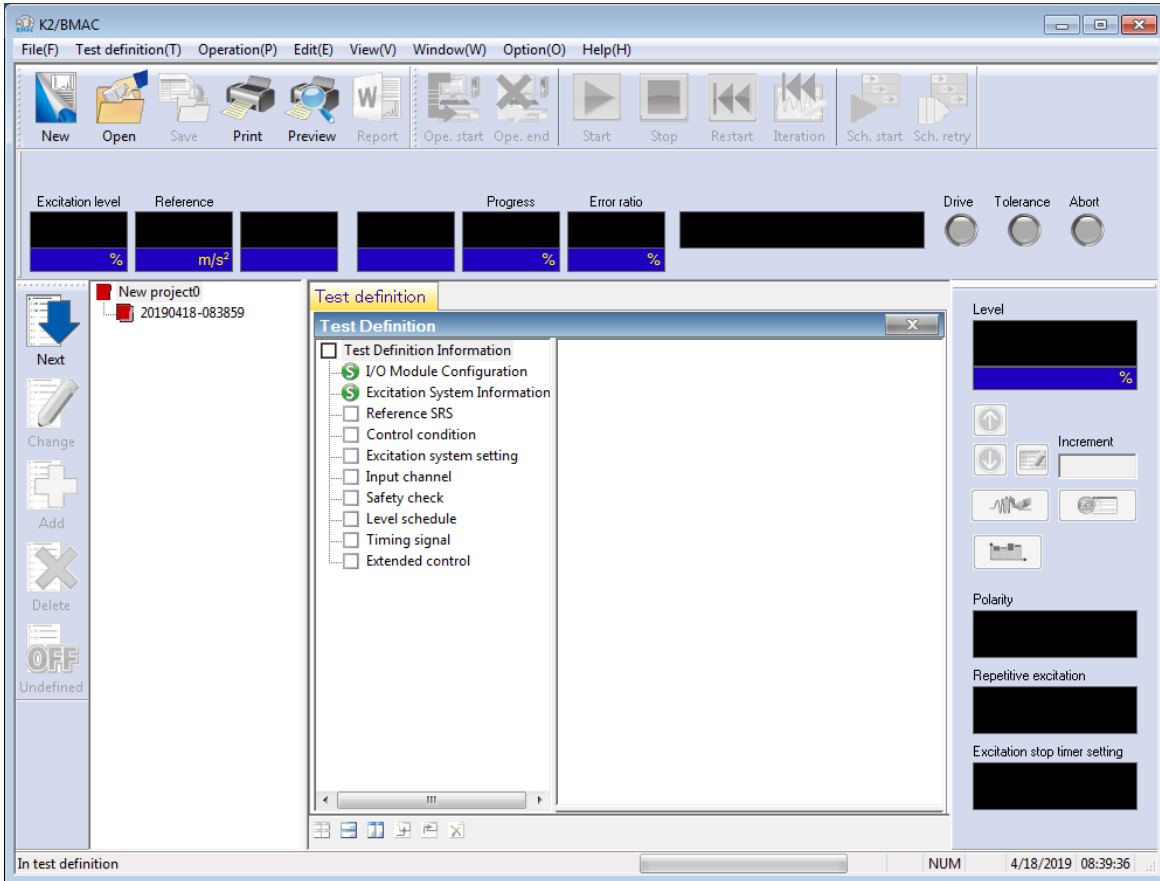 K2/BMAC
File(F) Test definition(T) Operation(P) Edit(E) View(V) Window(W) Option(O) Help(H)
New Open Save Print Preview Report Ope. start Ope. end Start Stop Restart Iteration Sch. start Sch. retry
Excitation level Reference Progress Error ratio Drive Tolerance Abort
% m/s² % %
Next
Change
Add
Delete
OFF
Undefined
New project0
20190418-083859
Test definition
Test Definition
Test Definition Information
S I/O Module Configuration
S Excitation System Information
Reference SRS
Control condition
Excitation system setting
Input channel
Safety check
Level schedule
Timing signal
Extended control
Level
%
Increment
Polarity
Repetitive excitation
Excitation stop timer setting
In test definition NUM 4/18/2019 08:39:36